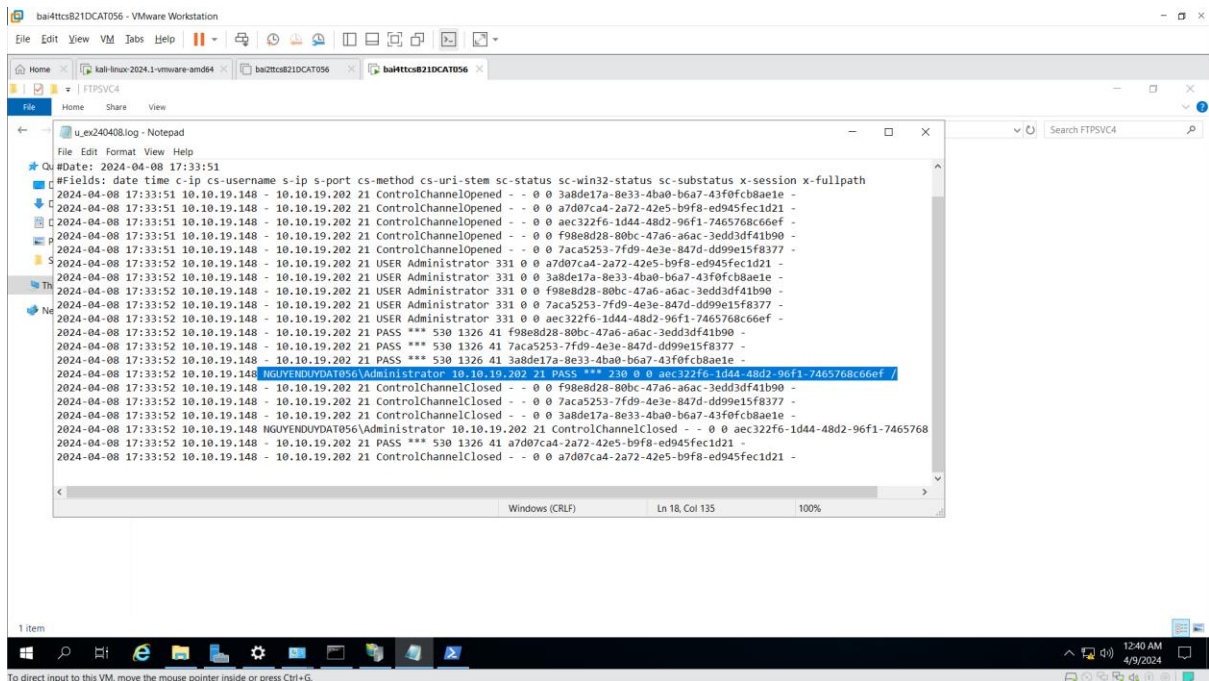 bai4ttcsB21DCAT056 - VMware Workstation
File Edit View VM Tabs Help
Home kali-linux-2024.1-vmware-amd64 bai2ttcsB21DCAT056 bai4ttcsB21DCAT056
FTPSVC4
File Home Share View
Search FTPSVC4
u_ex240408.log - Notepad
File Edit Format View Help
#Date: 2024-04-08 17:33:51
#Fields: date time c-ip cs-username s-ip s-port cs-method cs-uri-stem sc-status sc-win32-status sc-substatus x-session x-fullpath
2024-04-08 17:33:51 10.10.19.148 - 10.10.19.202 21 ControlChannelOpened - - 0 0 3a8de17a-8e33-4ba0-b6a7-43f0fcb8ae1e -
2024-04-08 17:33:51 10.10.19.148 - 10.10.19.202 21 ControlChannelOpened - - 0 0 a7d07ca4-2a72-42e5-b9f8-ed945fec1d21 -
2024-04-08 17:33:51 10.10.19.148 - 10.10.19.202 21 ControlChannelOpened - - 0 0 aec322f6-1d44-48d2-96f1-7465768c66ef -
2024-04-08 17:33:51 10.10.19.148 - 10.10.19.202 21 ControlChannelOpened - - 0 0 f98e8d28-80bc-47a6-a6ac-3edd3df41b90 -
2024-04-08 17:33:51 10.10.19.148 - 10.10.19.202 21 ControlChannelOpened - - 0 0 7aca5253-7fd9-4e3e-847d-dd99e15f8377 -
2024-04-08 17:33:52 10.10.19.148 - 10.10.19.202 21 USER Administrator 331 0 0 a7d07ca4-2a72-42e5-b9f8-ed945fec1d21 -
2024-04-08 17:33:52 10.10.19.148 - 10.10.19.202 21 USER Administrator 331 0 0 3a8de17a-8e33-4ba0-b6a7-43f0fcb8ae1e -
2024-04-08 17:33:52 10.10.19.148 - 10.10.19.202 21 USER Administrator 331 0 0 f98e8d28-80bc-47a6-a6ac-3edd3df41b90 -
2024-04-08 17:33:52 10.10.19.148 - 10.10.19.202 21 USER Administrator 331 0 0 7aca5253-7fd9-4e3e-847d-dd99e15f8377 -
2024-04-08 17:33:52 10.10.19.148 - 10.10.19.202 21 USER Administrator 331 0 0 aec322f6-1d44-48d2-96f1-7465768c66ef -
2024-04-08 17:33:52 10.10.19.148 - 10.10.19.202 21 PASS *** 530 1326 41 f98e8d28-80bc-47a6-a6ac-3edd3df41b90 -
2024-04-08 17:33:52 10.10.19.148 - 10.10.19.202 21 PASS *** 530 1326 41 7aca5253-7fd9-4e3e-847d-dd99e15f8377 -
2024-04-08 17:33:52 10.10.19.148 - 10.10.19.202 21 PASS *** 530 1326 41 3a8de17a-8e33-4ba0-b6a7-43f0fcb8ae1e -
2024-04-08 17:33:52 10.10.19.148 NGUYENDUYDAT056\Administrator 10.10.19.202 21 PASS *** 230 0 0 aec322f6-1d44-48d2-96f1-7465768c66ef /
2024-04-08 17:33:52 10.10.19.148 - 10.10.19.202 21 ControlChannelClosed - - 0 0 f98e8d28-80bc-47a6-a6ac-3edd3df41b90 -
2024-04-08 17:33:52 10.10.19.148 - 10.10.19.202 21 ControlChannelClosed - - 0 0 7aca5253-7fd9-4e3e-847d-dd99e15f8377 -
2024-04-08 17:33:52 10.10.19.148 - 10.10.19.202 21 ControlChannelClosed - - 0 0 3a8de17a-8e33-4ba0-b6a7-43f0fcb8ae1e -
2024-04-08 17:33:52 10.10.19.148 NGUYENDUYDAT056\Administrator 10.10.19.202 21 ControlChannelClosed - - 0 0 aec322f6-1d44-48d2-96f1-7465768
2024-04-08 17:33:52 10.10.19.148 - 10.10.19.202 21 PASS *** 530 1326 41 a7d07ca4-2a72-42e5-b9f8-ed945fec1d21 -
2024-04-08 17:33:52 10.10.19.148 - 10.10.19.202 21 ControlChannelClosed - - 0 0 a7d07ca4-2a72-42e5-b9f8-ed945fec1d21 -
Windows (CRLF) Ln 18, Col 135 100%
1 item
12:40 AM
4/9/2024
To direct input to this VM, move the mouse pointer inside or press Ctrl+G.